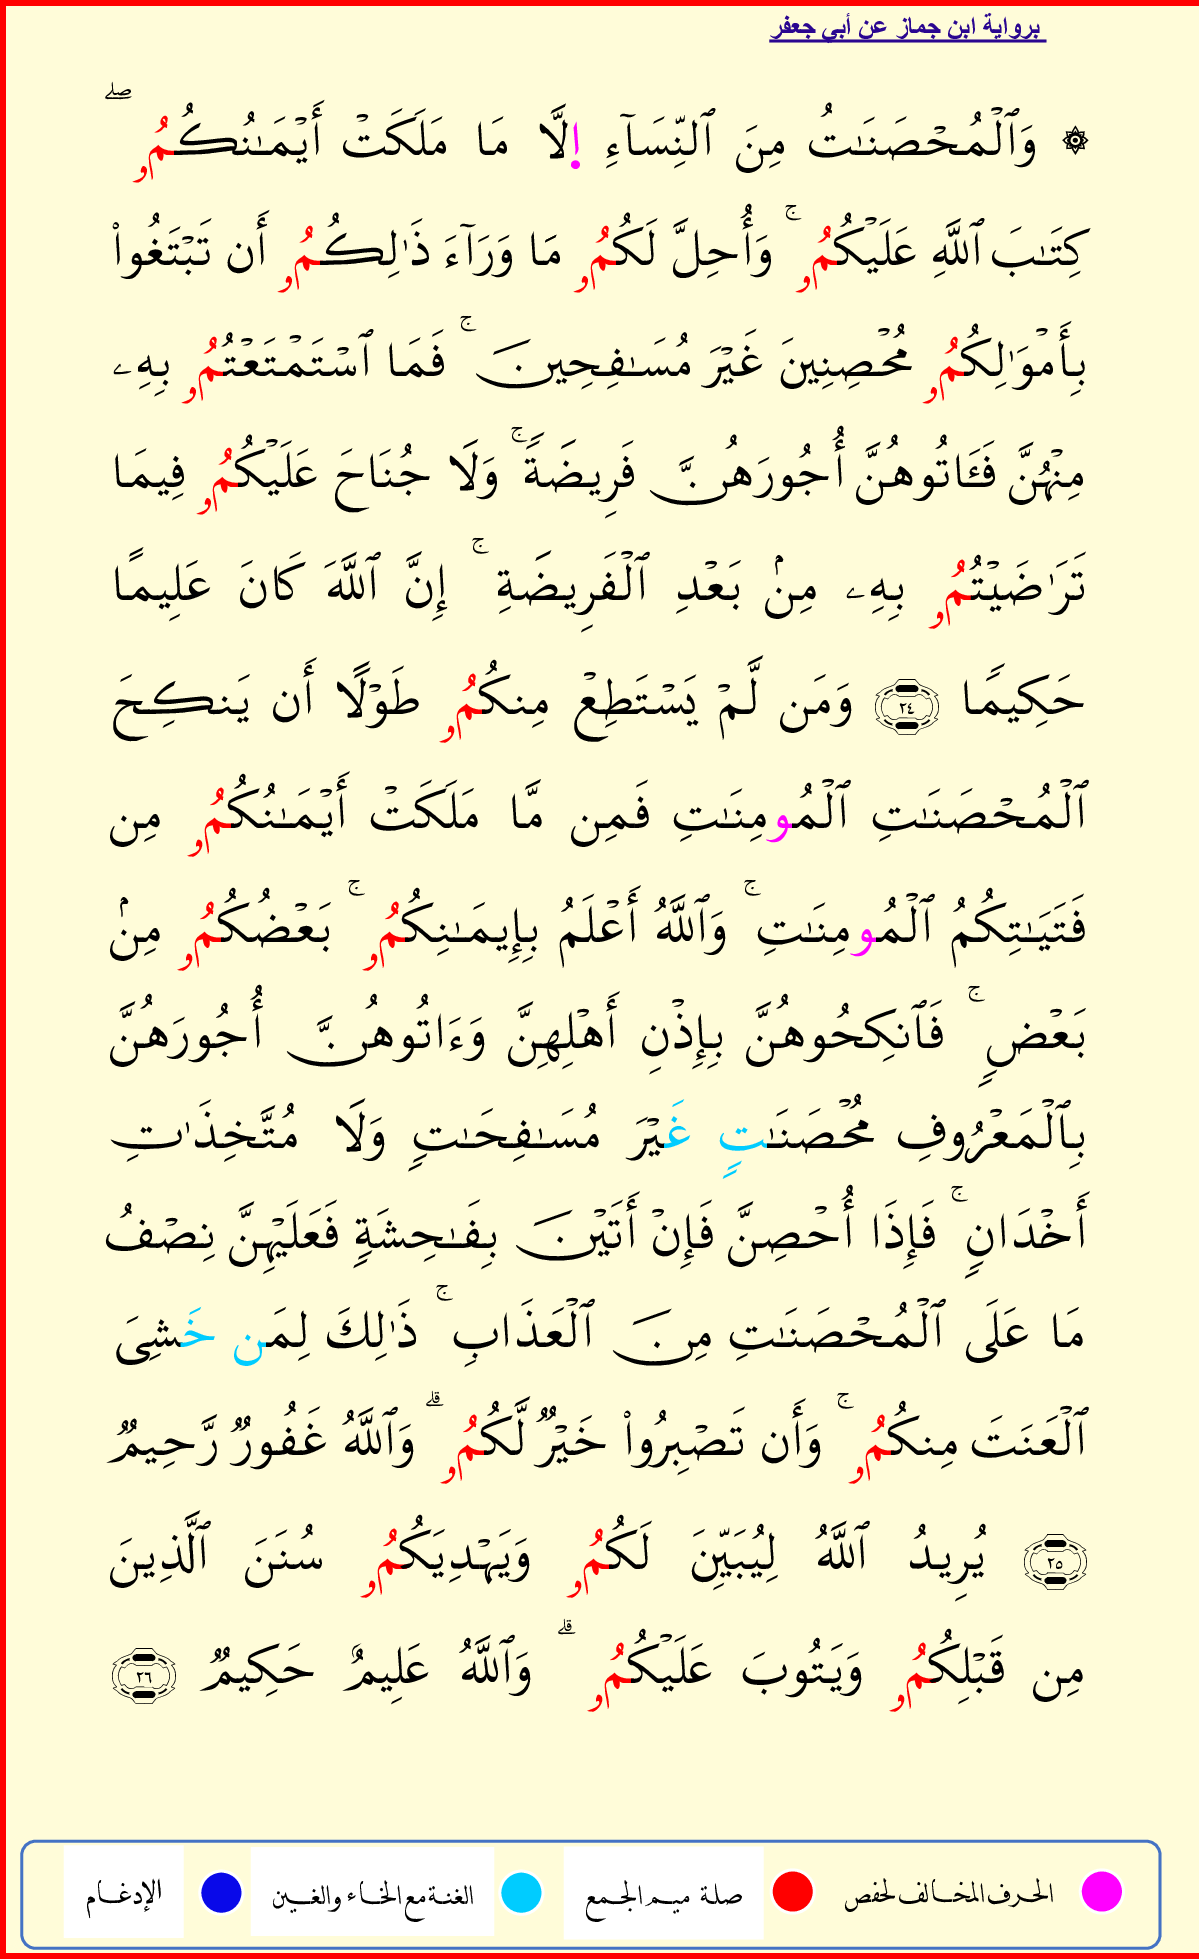 برواية ابن جماز عن أبي جعفر
۞ وَٱلْمُحْصَنَـٰتُ مِنَ ٱلنِّسَآءِ اِ۪لَّا مَا مَلَكَتْ أَيْمَـٰنُكُمُۥ ۖ
كِتَـٰبَ ٱللَّهِ عَلَيْكُمُۥ ۚ وَأُحِلَّ لَكُمُۥ مَا وَرَآءَ ذَٰلِكُمُۥ أَن تَبْتَغُوا۟
بِأَمْوَٰلِكُمُۥ مُحْصِنِينَ غَيْرَ مُسَـٰفِحِينَ ۚ فَمَا ٱسْتَمْتَعْتُمُۥ بِهِۦ
مِنْهُنَّ فَـَٔاتُوهُنَّ أُجُورَهُنَّ فَرِيضَةً ۚ وَلَا جُنَاحَ عَلَيْكُمُۥ فِيمَا
تَرَٰضَيْتُمُۥ بِهِۦ مِنۢ بَعْدِ ٱلْفَرِيضَةِ ۚ إِنَّ ٱللَّهَ كَانَ عَلِيمًا
حَكِيمًا ٢٤ وَمَن لَّمْ يَسْتَطِعْ مِنكُمُۥ طَوْلًا أَن يَنكِحَ
ٱلْمُحْصَنَـٰتِ ٱلْمُومِنَـٰتِ فَمِن مَّا مَلَكَتْ أَيْمَـٰنُكُمُۥ مِن
فَتَيَـٰتِكُمُ ٱلْمُومِنَـٰتِ ۚ وَٱللَّهُ أَعْلَمُ بِإِيمَـٰنِكُمُۥ ۚ بَعْضُكُمُۥ مِنۢ
بَعْضٍ ۚ فَٱنكِحُوهُنَّ بِإِذْنِ أَهْلِهِنَّ وَءَاتُوهُنَّ أُجُورَهُنَّ
بِٱلْمَعْرُوفِ مُحْصَنَـٰتٍ غَيْرَ مُسَـٰفِحَـٰتٍ وَلَا مُتَّخِذَٰتِ
أَخْدَانٍ ۚ فَإِذَا أُحْصِنَّ فَإِنْ أَتَيْنَ بِفَـٰحِشَةٍ فَعَلَيْهِنَّ نِصْفُ
مَا عَلَى ٱلْمُحْصَنَـٰتِ مِنَ ٱلْعَذَابِ ۚ ذَٰلِكَ لِمَن خَشِىَ
ٱلْعَنَتَ مِنكُمُۥ ۚ وَأَن تَصْبِرُوا۟ خَيْرٌ لَّكُمُۥ ۗ وَٱللَّهُ غَفُورٌ رَّحِيمٌ
٢٥ يُرِيدُ ٱللَّهُ لِيُبَيِّنَ لَكُمُۥ وَيَهْدِيَكُمُۥ سُنَنَ ٱلَّذِينَ
مِن قَبْلِكُمُۥ وَيَتُوبَ عَلَيْكُمُۥ ۗ وَٱللَّهُ عَلِيمٌ حَكِيمٌ ٢٦
الحرف المخالف لحفص صلة ميم الجمع الغنة مع الخاء والغين الإدغام